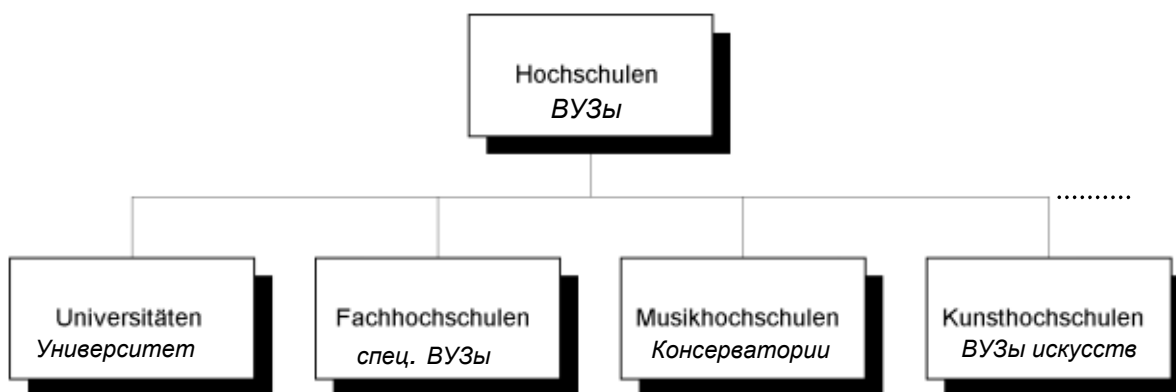 Hochschulen
ВУЗы
..........
Universitäten
Университет
Fachhochschulen
спец. ВУЗы
Musikhochschulen
Консерватории
Kunsthochschulen
ВУЗы искусств